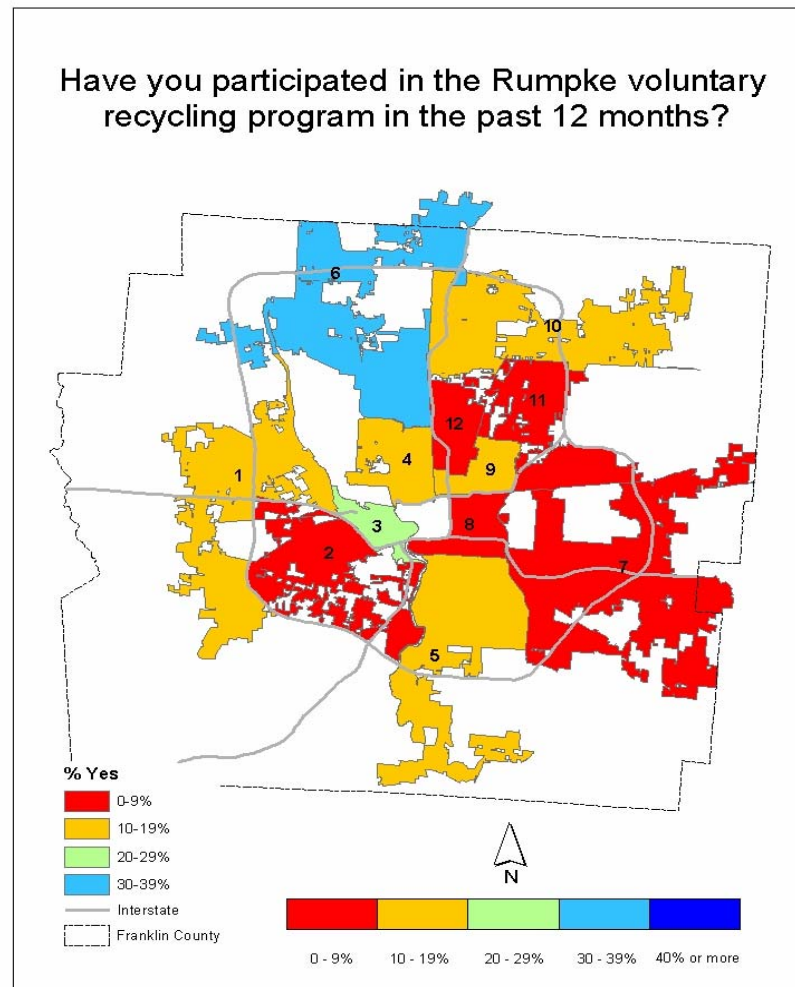 Have you participated in the Rumpke voluntary
recycling program in the past 12 months?
6
10
11
12
4
9
1
3
8
2
7
5
% Yes
0-9%
10-19%
20-29%
30-39%
Interstate
Franklin County
N
0 - 9%
10 - 19%
20 - 29%
30 - 39%
40% or more